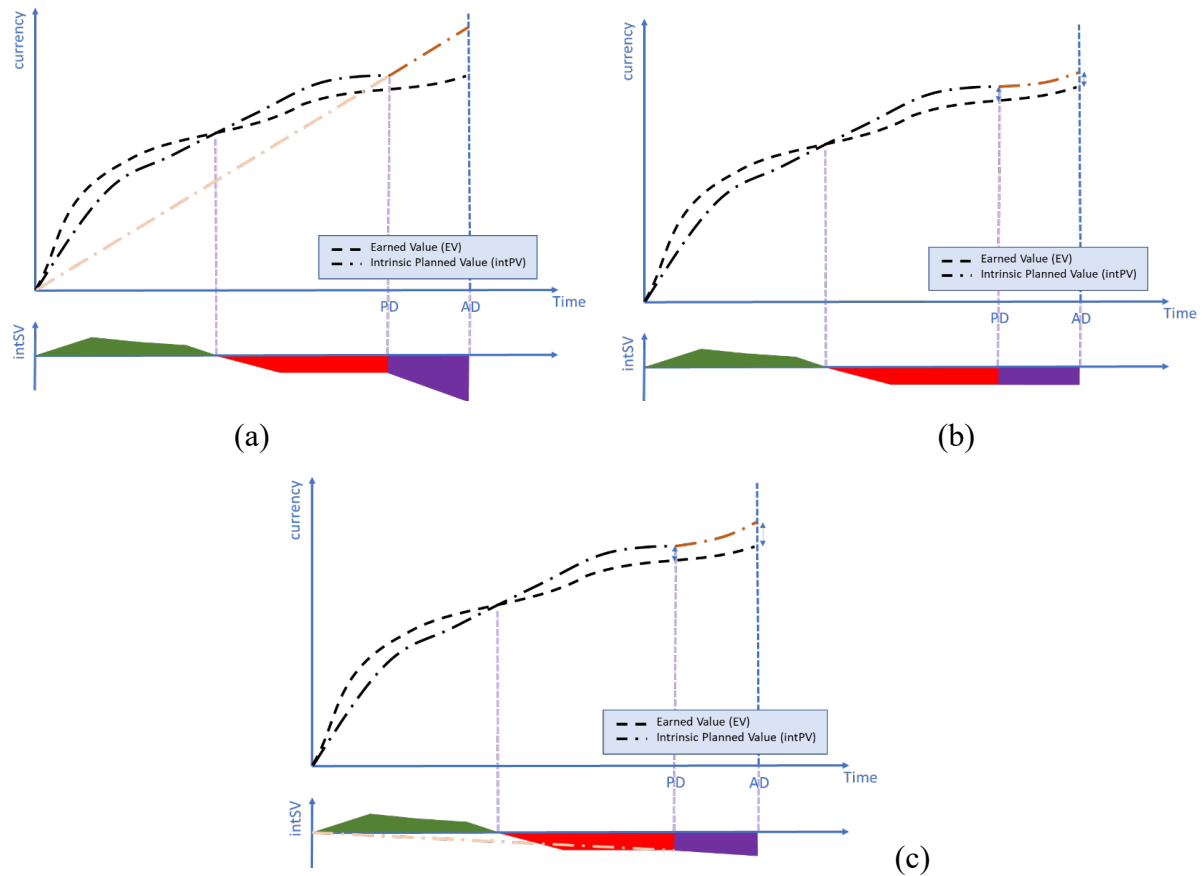 currency
Earned Value (EV)
Intrinsic Planned Value (intPV)
PD
AD
Time
intSV
(a)
currency
Earned Value (EV)
Intrinsic Planned Value (intPV)
PD
AD
Time
intSV
(b)
currency
Earned Value (EV)
Intrinsic Planned Value (intPV)
PD
AD
Time
intSV
(c)